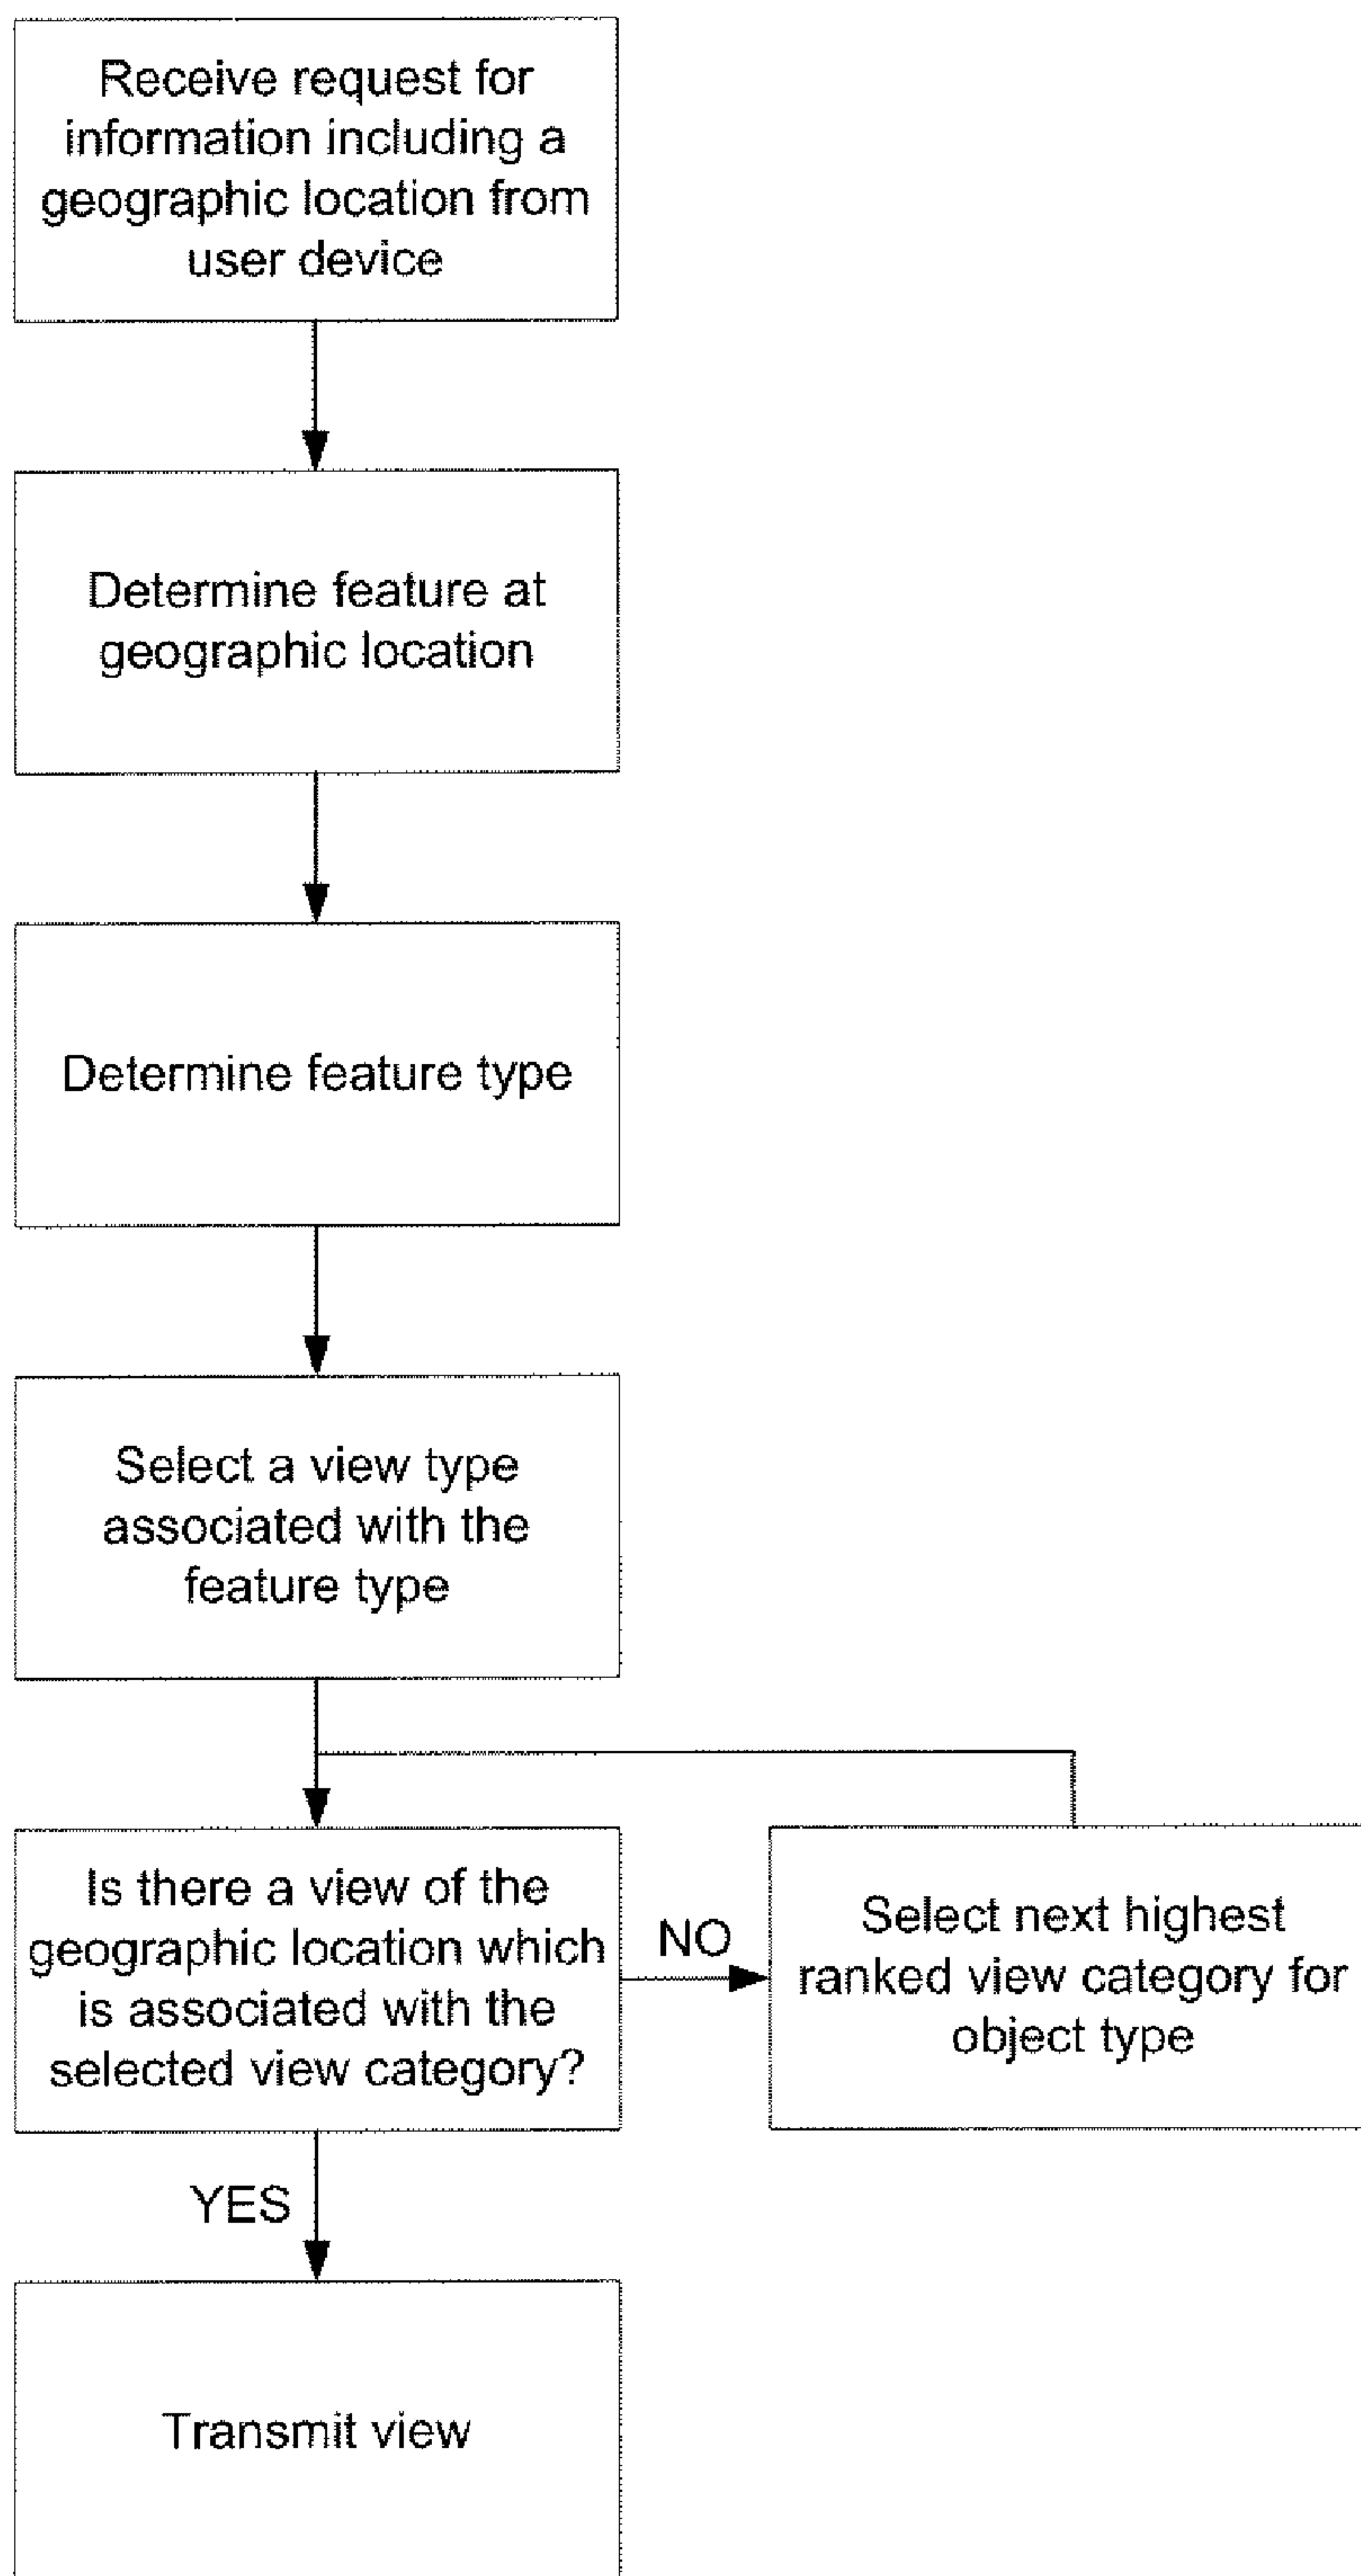 Receive request for
information including a
geographic location from
user device
Determine feature at
geographic location
Determine feature type
Select a view type
associated with the
feature type
Is there a view of the
geographic location which
is associated with the
selected view category?
NO
Select next highest
ranked view category for
object type
YES
Transmit view